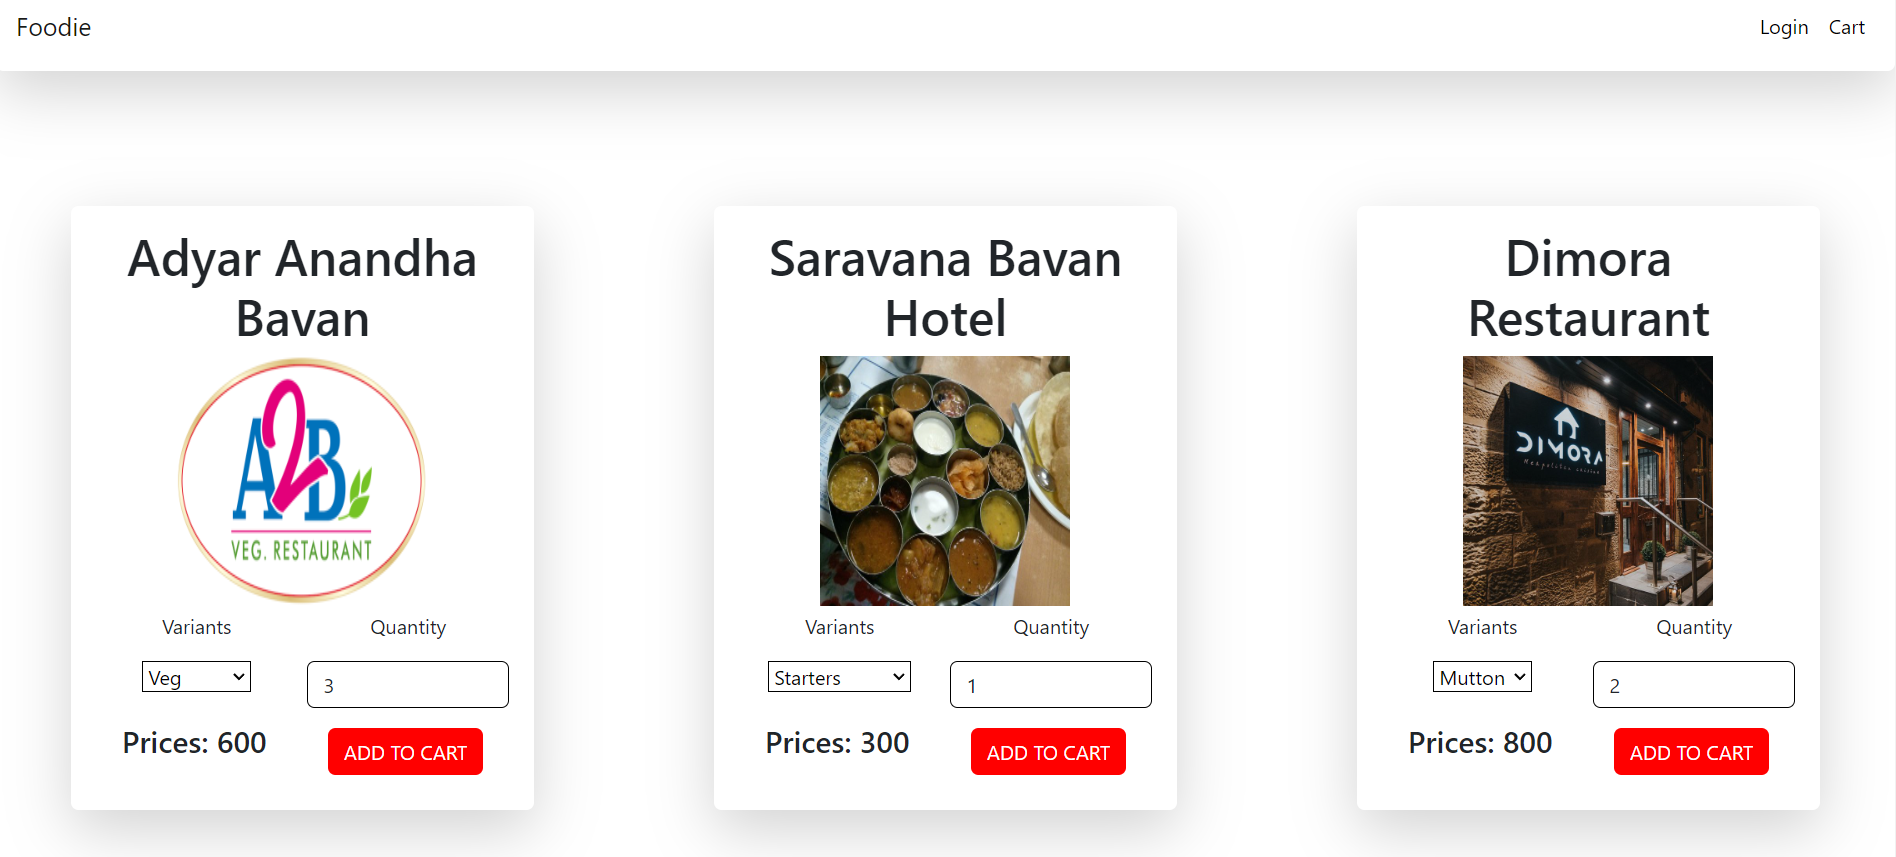 Foodie
Login Cart
Adyar Anandha
Bavan
A2B
VEG. RESTAURANT
Variants Quantity
Veg 3
Prices: 600 ADD TO CART
Saravana Bavan
Hotel
Variants Quantity
Starters 1
Prices: 300 ADD TO CART
Dimora
Restaurant
DIMORA
Neapolitan cuisine
Variants Quantity
Mutton 2
Prices: 800 ADD TO CART